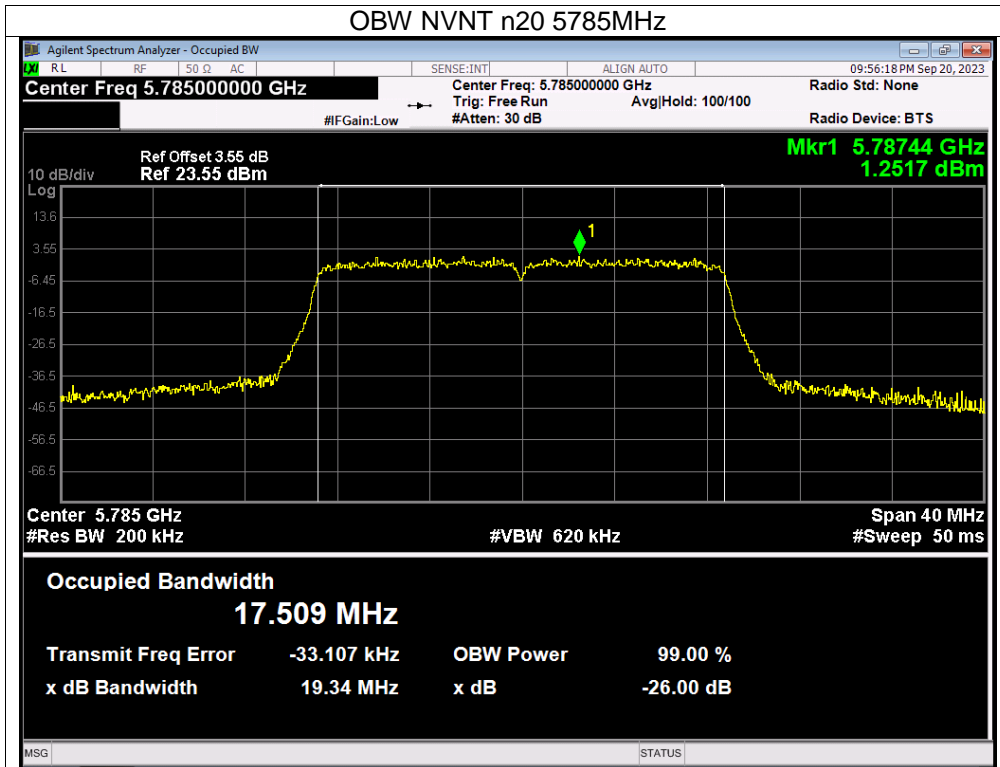 OBW NVNT n20 5785MHz
Agilent Spectrum Analyzer - Occupied BW
LXI RL RF 50 Ω AC SENSE:INT ALIGN AUTO 09:56:18 PM Sep 20, 2023
Center Freq 5.785000000 GHz Center Freq: 5.785000000 GHz Radio Std: None
Trig: Free Run Avg|Hold: 100/100
#IFGain:Low #Atten: 30 dB Radio Device: BTS
Mkr1 5.78744 GHz
1.2517 dBm
Ref Offset 3.55 dB
10 dB/div Ref 23.55 dBm
Log
13.6
1
3.55
-6.45
-16.5
-26.5
-36.5
-46.5
-56.5
-66.5
Center 5.785 GHz Span 40 MHz
#Res BW 200 kHz #VBW 620 kHz #Sweep 50 ms
Occupied Bandwidth
17.509 MHz
Transmit Freq Error -33.107 kHz OBW Power 99.00 %
x dB Bandwidth 19.34 MHz x dB -26.00 dB
MSG STATUS